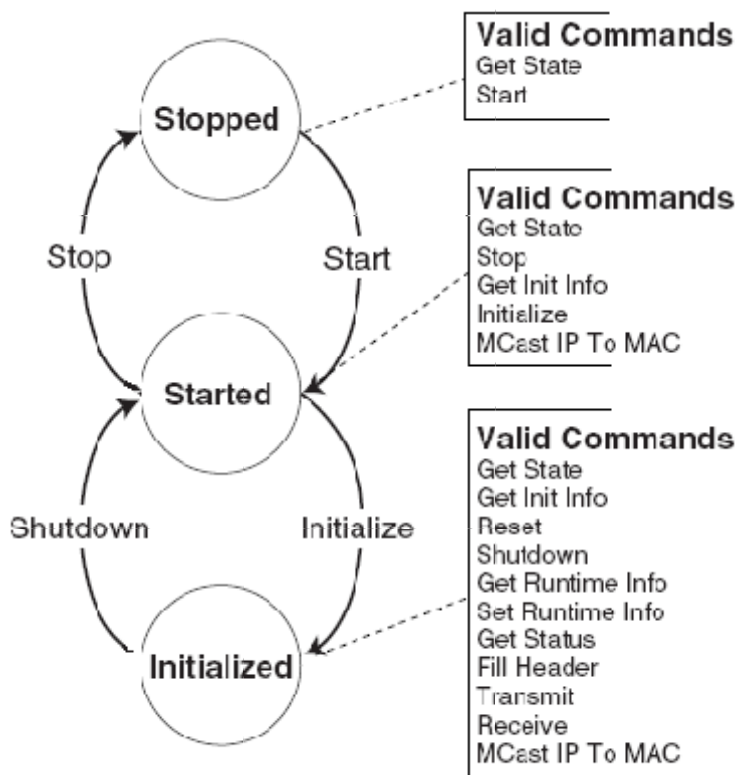 Stopped
Stop
Start
Started
Shutdown
Initialize
Initialized
Valid Commands
Get State
Start
Valid Commands
Get State
Stop
Get Init Info
Initialize
MCast IP To MAC
Valid Commands
Get State
Get Init Info
Reset
Shutdown
Get Runtime Info
Set Runtime Info
Get Status
Fill Header
Transmit
Receive
MCast IP To MAC